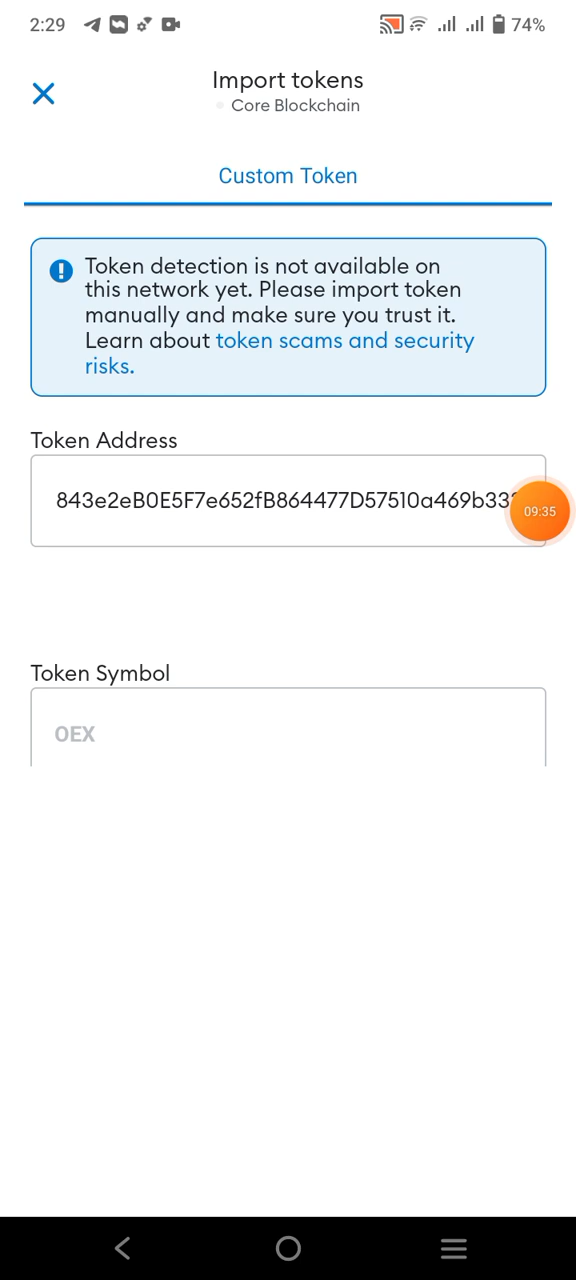 2:29
74%
Import tokens
Core Blockchain
Custom Token
Token detection is not available on
this network yet. Please import token
manually and make sure you trust it.
Learn about token scams and security
risks.
Token Address
843e2eB0E5F7e652fB864477D57510a469b33
09:35
Token Symbol
OEX